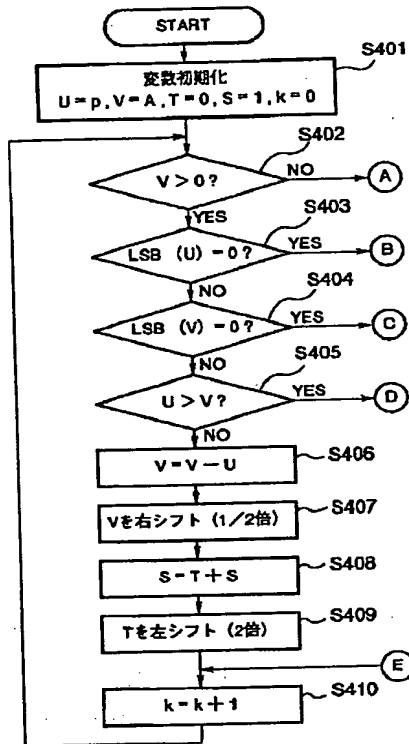 START
S401
変数初期化
U=p,V=A,T=0,S=1,k=0
S402
V>0?
NO
A
YES
S403
LSB (U)=0?
YES
B
NO
S404
LSB (V)=0?
YES
C
NO
S405
U>V?
YES
D
NO
V=V-U
S406
Vを右シフト (1/2倍)
S407
S=T+S
S408
Tを左シフト (2倍)
S409
E
k=k+1
S410